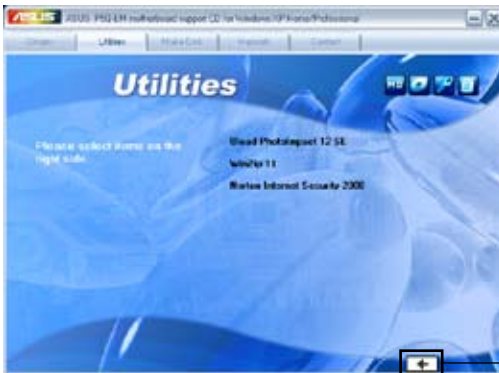 ASUS P5Q-EM motherboard support CD for Windows XP Home/Professional
Drivers Utilities Make Disk Manual Contact
Utilities
Please select items on the
right side.
Ulead PhotoImpact 12 SE
WinZip 11
Norton Internet Security 2008